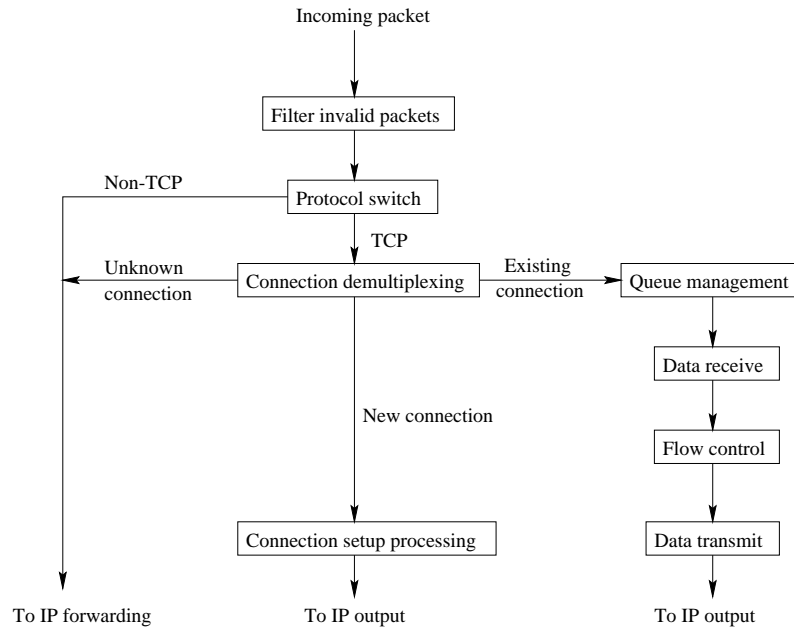 Incoming packet
Filter invalid packets
Non-TCP
Protocol switch
TCP
Unknown
connection
Connection demultiplexing
Existing
connection
Queue management
Data receive
New connection
Flow control
Connection setup processing
Data transmit
To IP forwarding
To IP output
To IP output